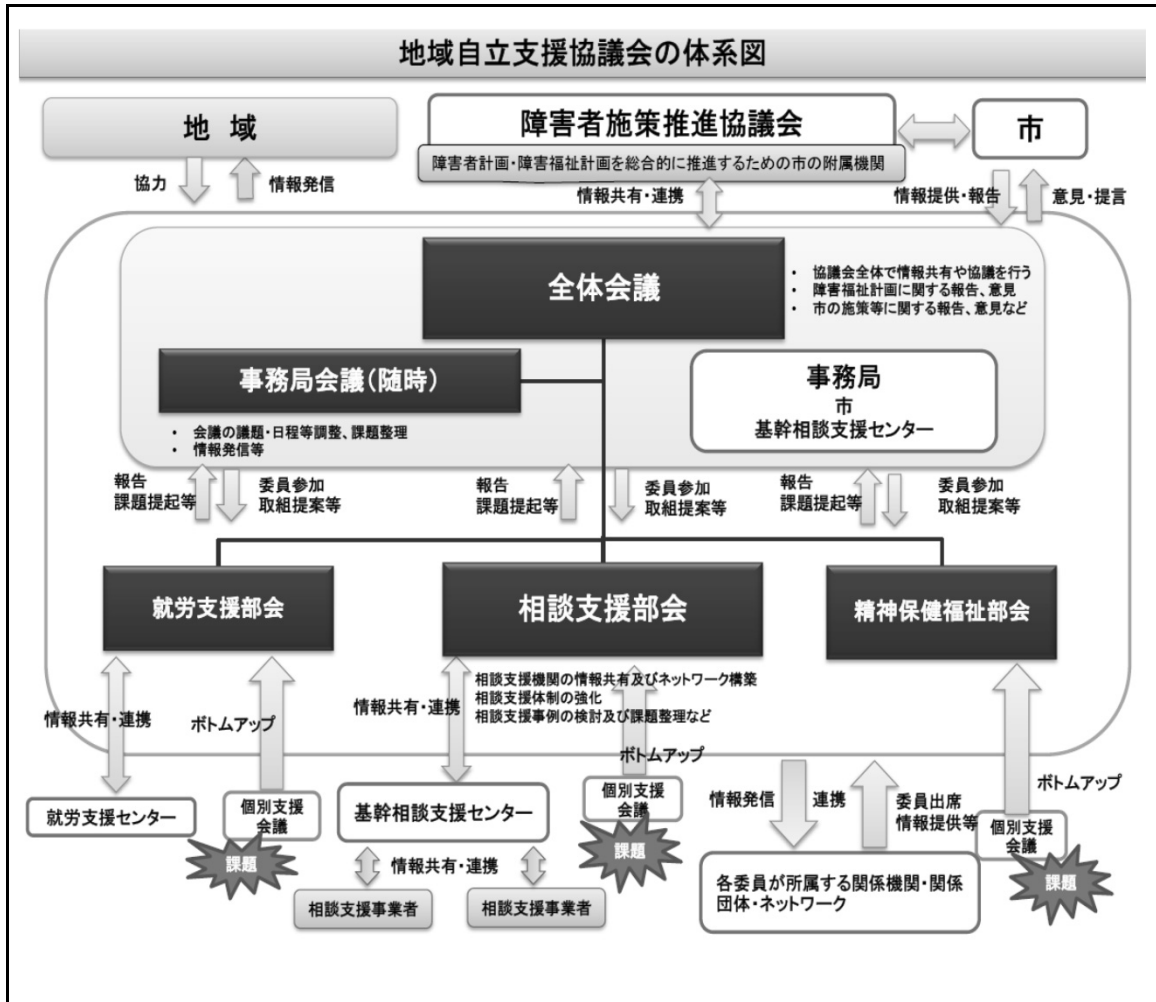 地域自立支援協議会の体系図
地 域
障害者施策推進協議会
市
障害者計画・障害福祉計画を総合的に推進するための市の附属機関
協力
情報発信
情報共有・連携
情報提供・報告
意見・提言
全体会議
・ 協議会全体で情報共有や協議を行う
・ 障害福祉計画に関する報告、意見
・ 市の施策等に関する報告、意見など
事務局会議(随時)
・ 会議の議題・日程等調整、課題整理
・ 情報発信等
事務局
市
基幹相談支援センター
報告
課題提起等
委員参加
取組提案等
報告
課題提起等
委員参加
取組提案等
報告
課題提起等
委員参加
取組提案等
就労支援部会
相談支援部会
精神保健福祉部会
相談支援機関の情報共有及びネットワーク構築
相談支援体制の強化
相談支援事例の検討及び課題整理など
情報共有・連携
ボトムアップ
情報共有・連携
ボトムアップ
情報発信
連携
委員出席
情報提供等
ボトムアップ
就労支援センター
個別支援
会議
課題
基幹相談支援センター
個別支援
会議
課題
個別支援
会議
課題
情報共有・連携
相談支援事業者
相談支援事業者
各委員が所属する関係機関・関係
団体・ネットワーク